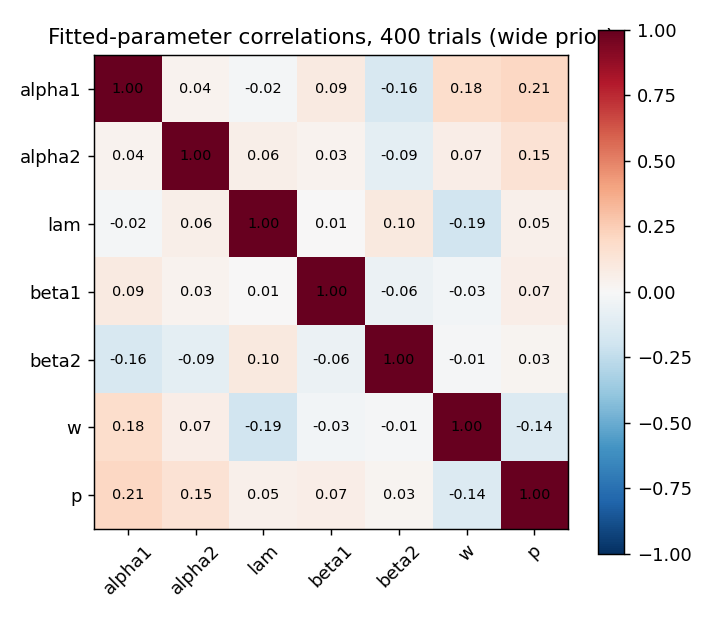 Fitted-parameter correlations, 400 trials (wide prior)
alpha1 1.00 0.04 -0.02 0.09 -0.16 0.18 0.21
alpha2 0.04 1.00 0.06 0.03 -0.09 0.07 0.15
lam -0.02 0.06 1.00 0.01 0.10 -0.19 0.05
beta1 0.09 0.03 0.01 1.00 -0.06 -0.03 0.07
beta2 -0.16 -0.09 0.10 -0.06 1.00 -0.01 0.03
w 0.18 0.07 -0.19 -0.03 -0.01 1.00 -0.14
p 0.21 0.15 0.05 0.07 0.03 -0.14 1.00
alpha1 alpha2 lam beta1 beta2 w p
1.00
0.75
0.50
0.25
0.00
−0.25
−0.50
−0.75
−1.00